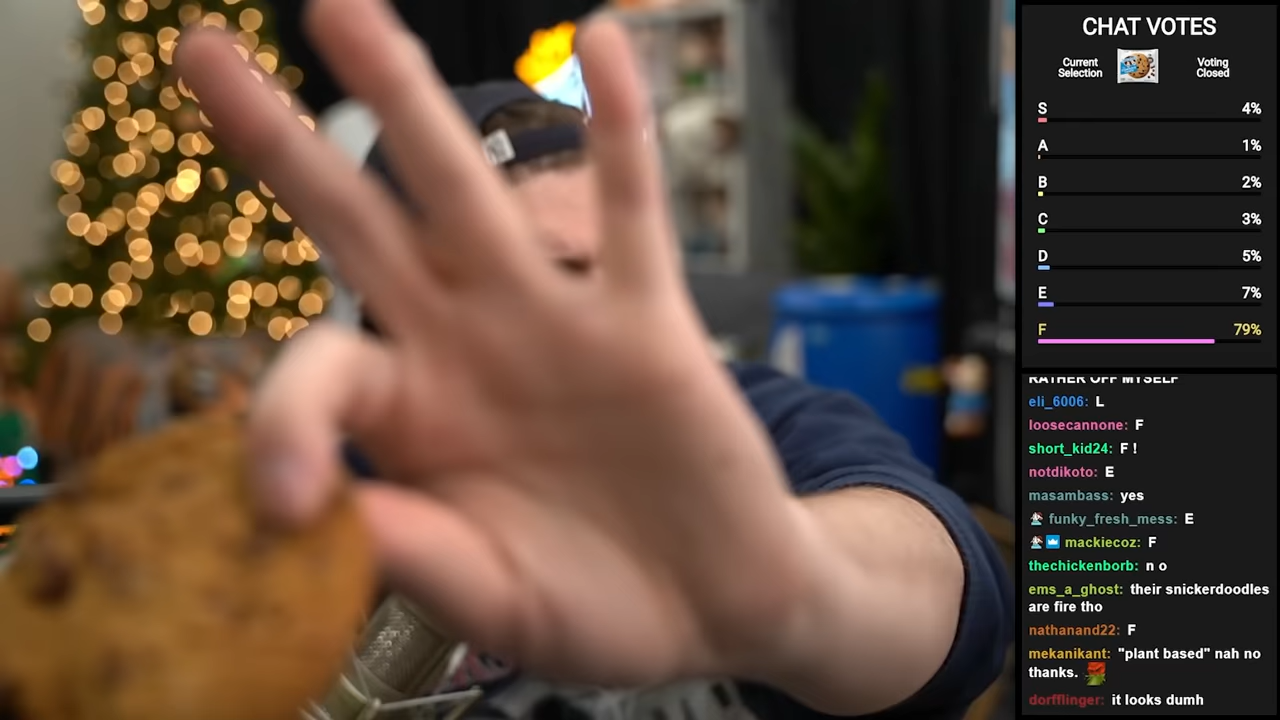 CHAT VOTES
Current
Selection
Voting
Closed
S 4%
A 1%
B 2%
C 3%
D 5%
E 7%
F 79%
RATHER OFF MYSELF
eli_6006: L
loosecannone: F
short_kid24: F !
notdikoto: E
masambass: yes
funky_fresh_mess: E
mackiecoz: F
thechickenborb: n o
ems_a_ghost: their snickerdoodles
are fire tho
nathanand22: F
mekanikant: "plant based" nah no
thanks.
dorfflinger: it looks dumh